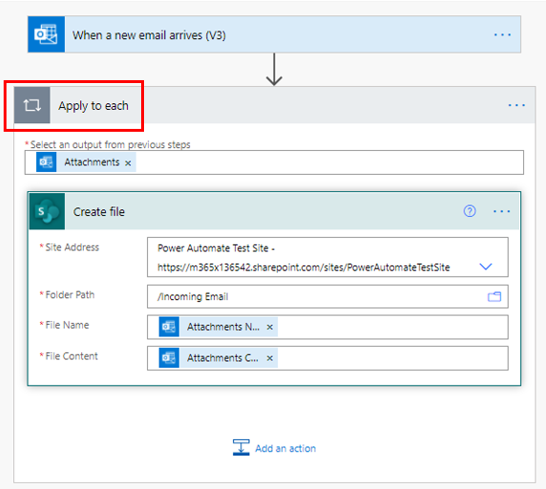 When a new email arrives (V3)
Apply to each
*Select an output from previous steps
Attachments ×
S
Create file
* Site Address
Power Automate Test Site -
https://m365x136542.sharepoint.com/sites/PowerAutomateTestSite
* Folder Path
/Incoming Email
* File Name
Attachments N... ×
* File Content
Attachments C... ×
Add an action